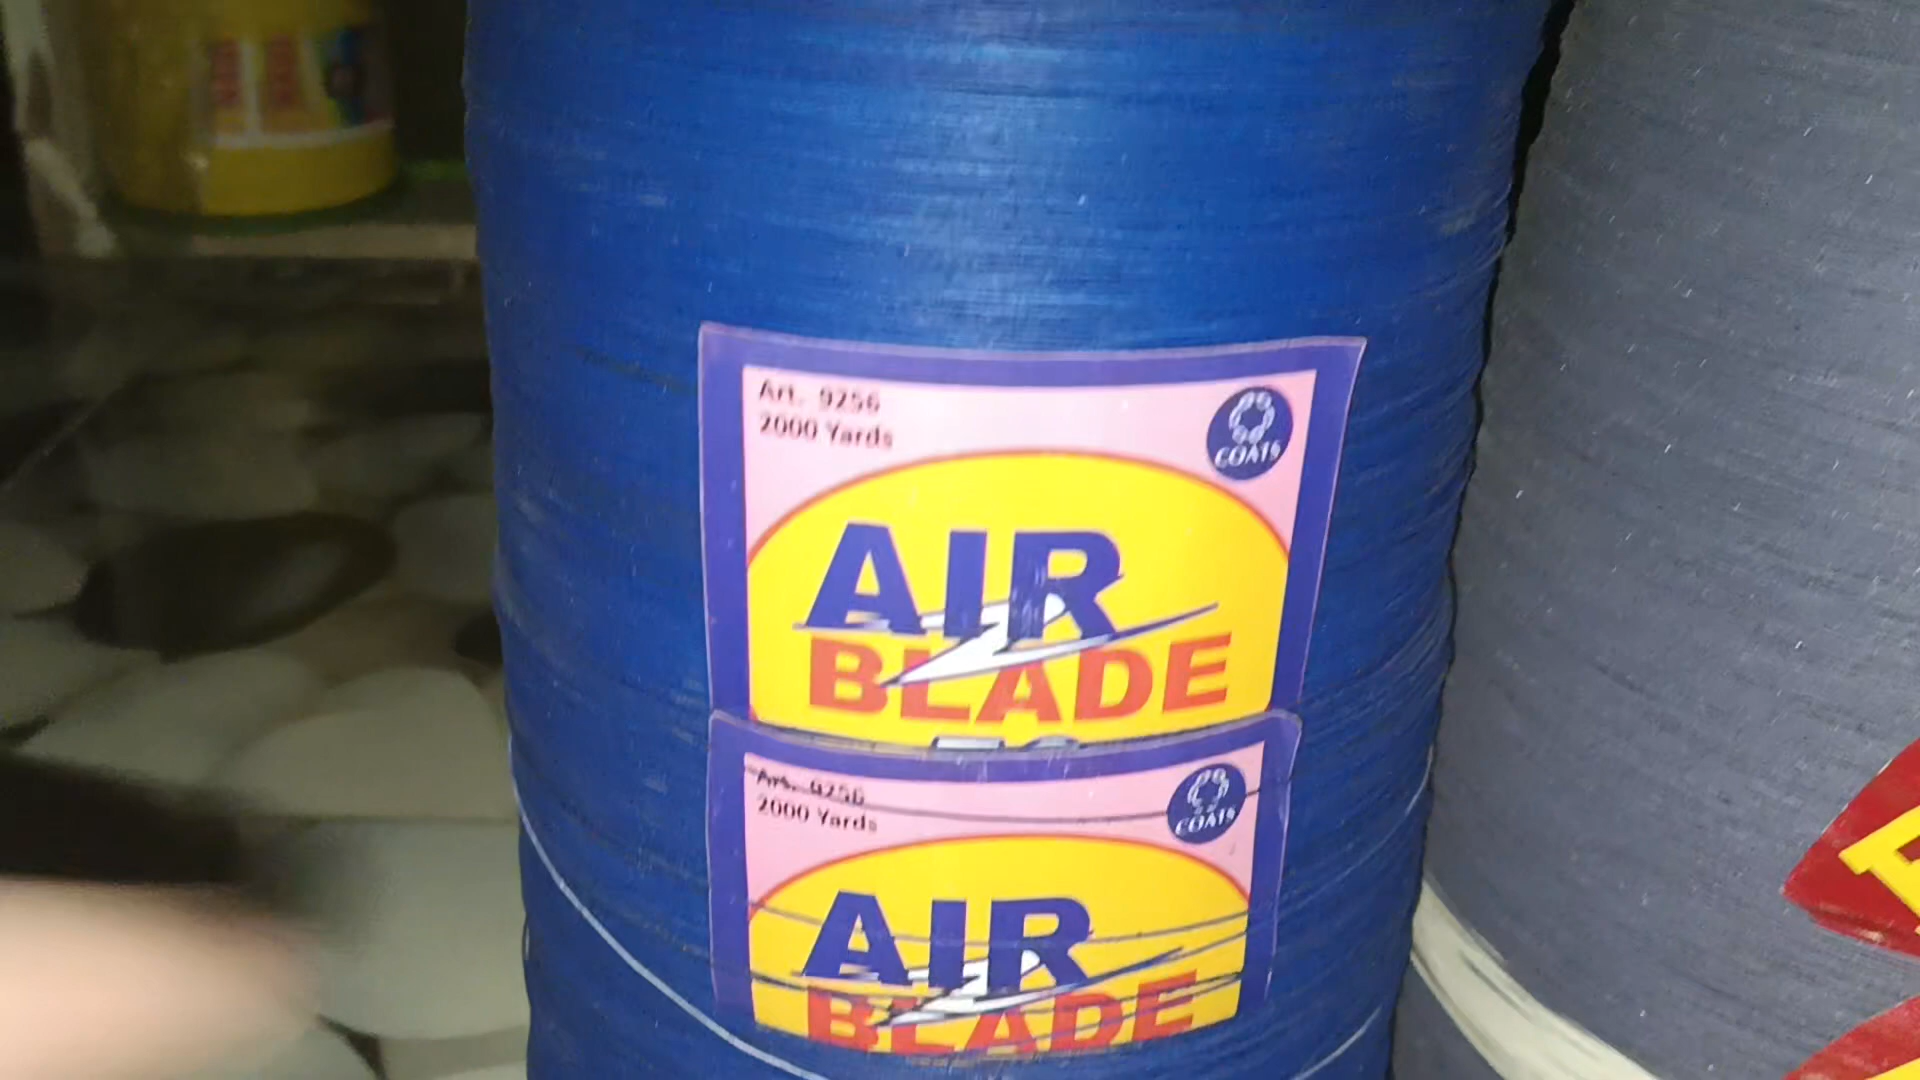 Art. 9256
2000 Yards
COATS
AIR
BLADE
Art. 9256
2000 Yards
COATS
AIR
BLADE